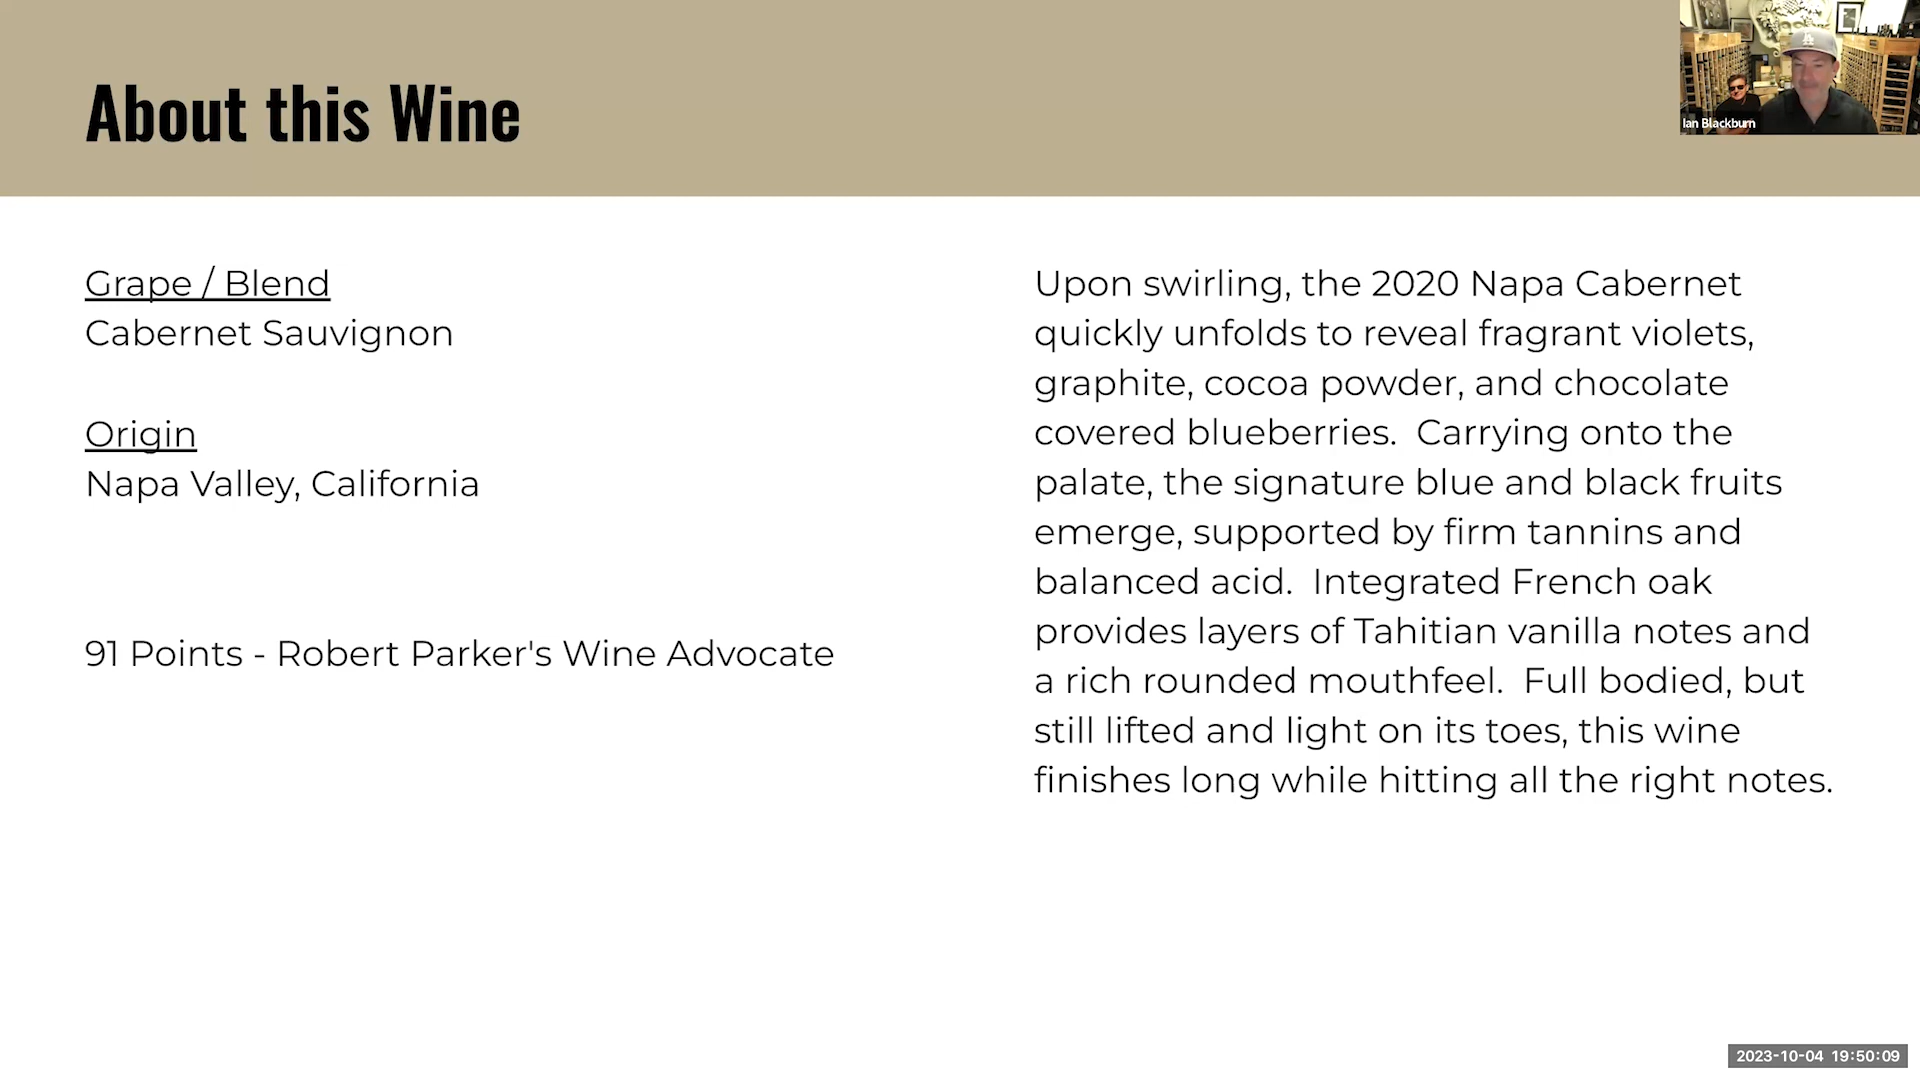 About this Wine
Ian Blackburn
Grape / Blend
Cabernet Sauvignon
Origin
Napa Valley, California
91 Points - Robert Parker's Wine Advocate
Upon swirling, the 2020 Napa Cabernet
quickly unfolds to reveal fragrant violets,
graphite, cocoa powder, and chocolate
covered blueberries.  Carrying onto the
palate, the signature blue and black fruits
emerge, supported by firm tannins and
balanced acid.  Integrated French oak
provides layers of Tahitian vanilla notes and
a rich rounded mouthfeel.  Full bodied, but
still lifted and light on its toes, this wine
finishes long while hitting all the right notes.
2023-10-04 19:50:09